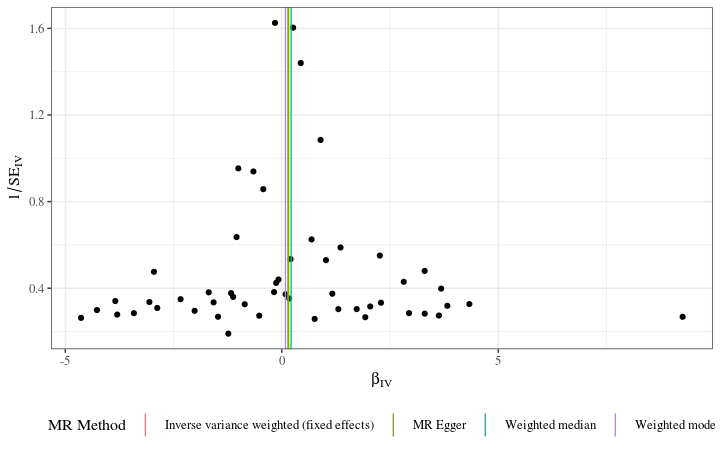 1.6
1.2
0.8
0.4
1/SE_IV
-5
0
5
β_IV
MR Method
Inverse variance weighted (fixed effects)
MR Egger
Weighted median
Weighted mode